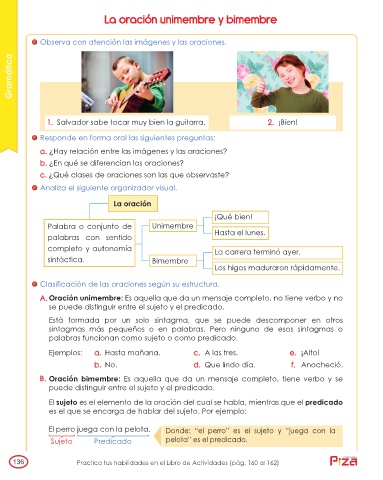 La oración unimembre y bimembre
Gramática
Observa con atención las imágenes y las oraciones.
1. Salvador sabe tocar muy bien la guitarra.
2. ¡Bien!
Responde en forma oral las siguientes preguntas:
a. ¿Hay relación entre las imágenes y las oraciones?
b. ¿En qué se diferencian las oraciones?
c. ¿Qué clases de oraciones son las que observaste?
Analiza el siguiente organizador visual.
La oración
Palabra o conjunto de
palabras con sentido
completo y autonomía
sintáctica.
Unimembre
¡Qué bien!
Hasta el lunes.
Bimembre
La carrera terminó ayer.
Los higos maduraron rápidamente.
Clasificación de las oraciones según su estructura.
A. Oración unimembre: Es aquella que da un mensaje completo, no tiene verbo y no
se puede distinguir entre el sujeto y el predicado.
Está formada por un solo sintagma, que se puede descomponer en otros
sintagmas más pequeños o en palabras. Pero ninguno de esos sintagmas o
palabras funcionan como sujeto o como predicado.
Ejemplos: a. Hasta mañana. c. A las tres. e. ¡Alto!
b. No. d. Que lindo día. f. Anocheció.
B. Oración bimembre: Es aquella que da un mensaje completo, tiene verbo y se
puede distinguir entre el sujeto y el predicado.
El sujeto es el elemento de la oración del cual se habla, mientras que el predicado
es el que se encarga de hablar del sujeto. Por ejemplo:
El perro juega con la pelota.
Sujeto Predicado
Donde: “el perro” es el sujeto y “juega con la
pelota” es el predicado.
136
Practica tus habilidades en el Libro de Actividades (pág. 160 al 162)